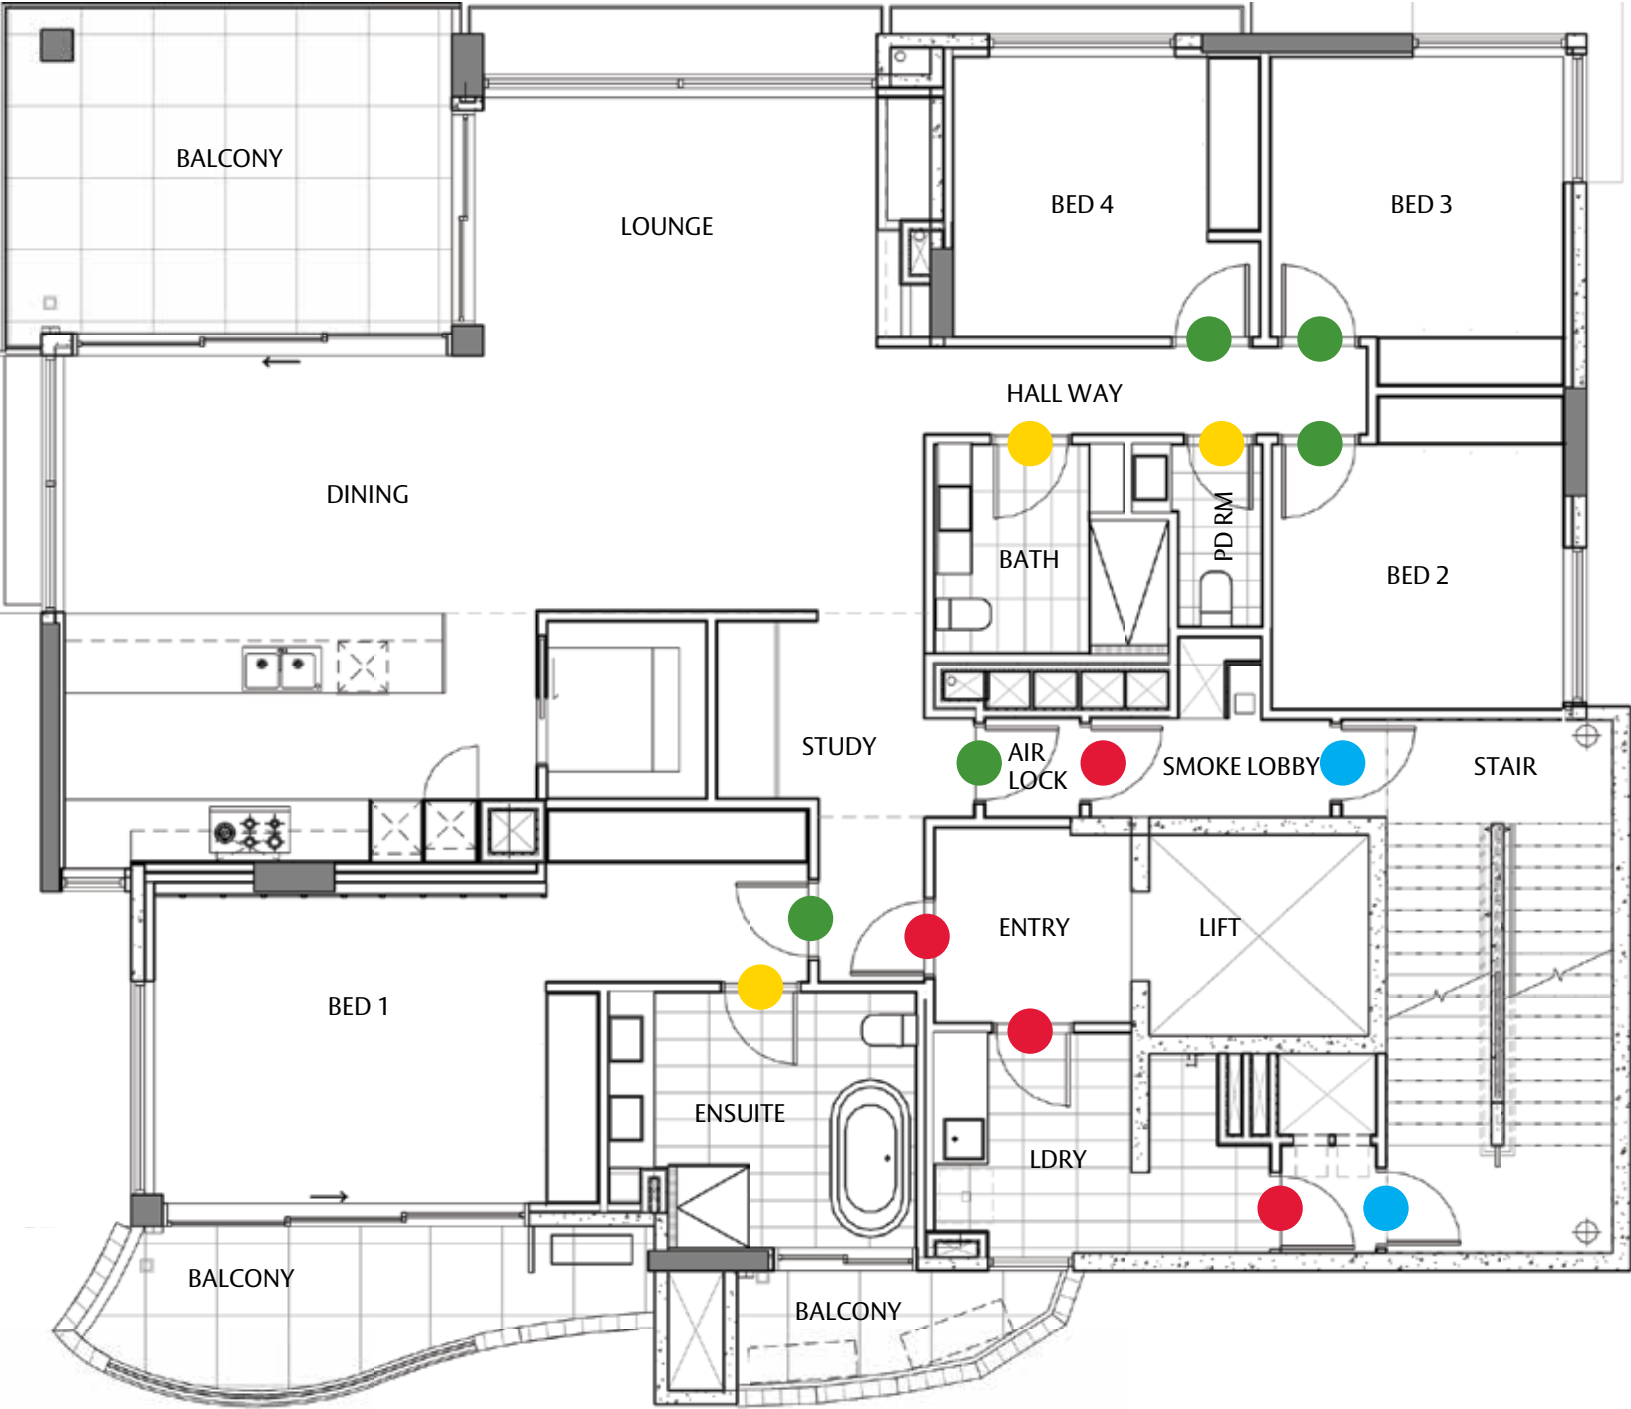 BALCONY
LOUNGE
BED 4
BED 3
HALL WAY
DINING
PD RM
BATH
BED 2
STUDY
AIR
LOCK
SMOKE LOBBY
STAIR
ENTRY
LIFT
BED 1
ENSUITE
LDRY
BALCONY
BALCONY